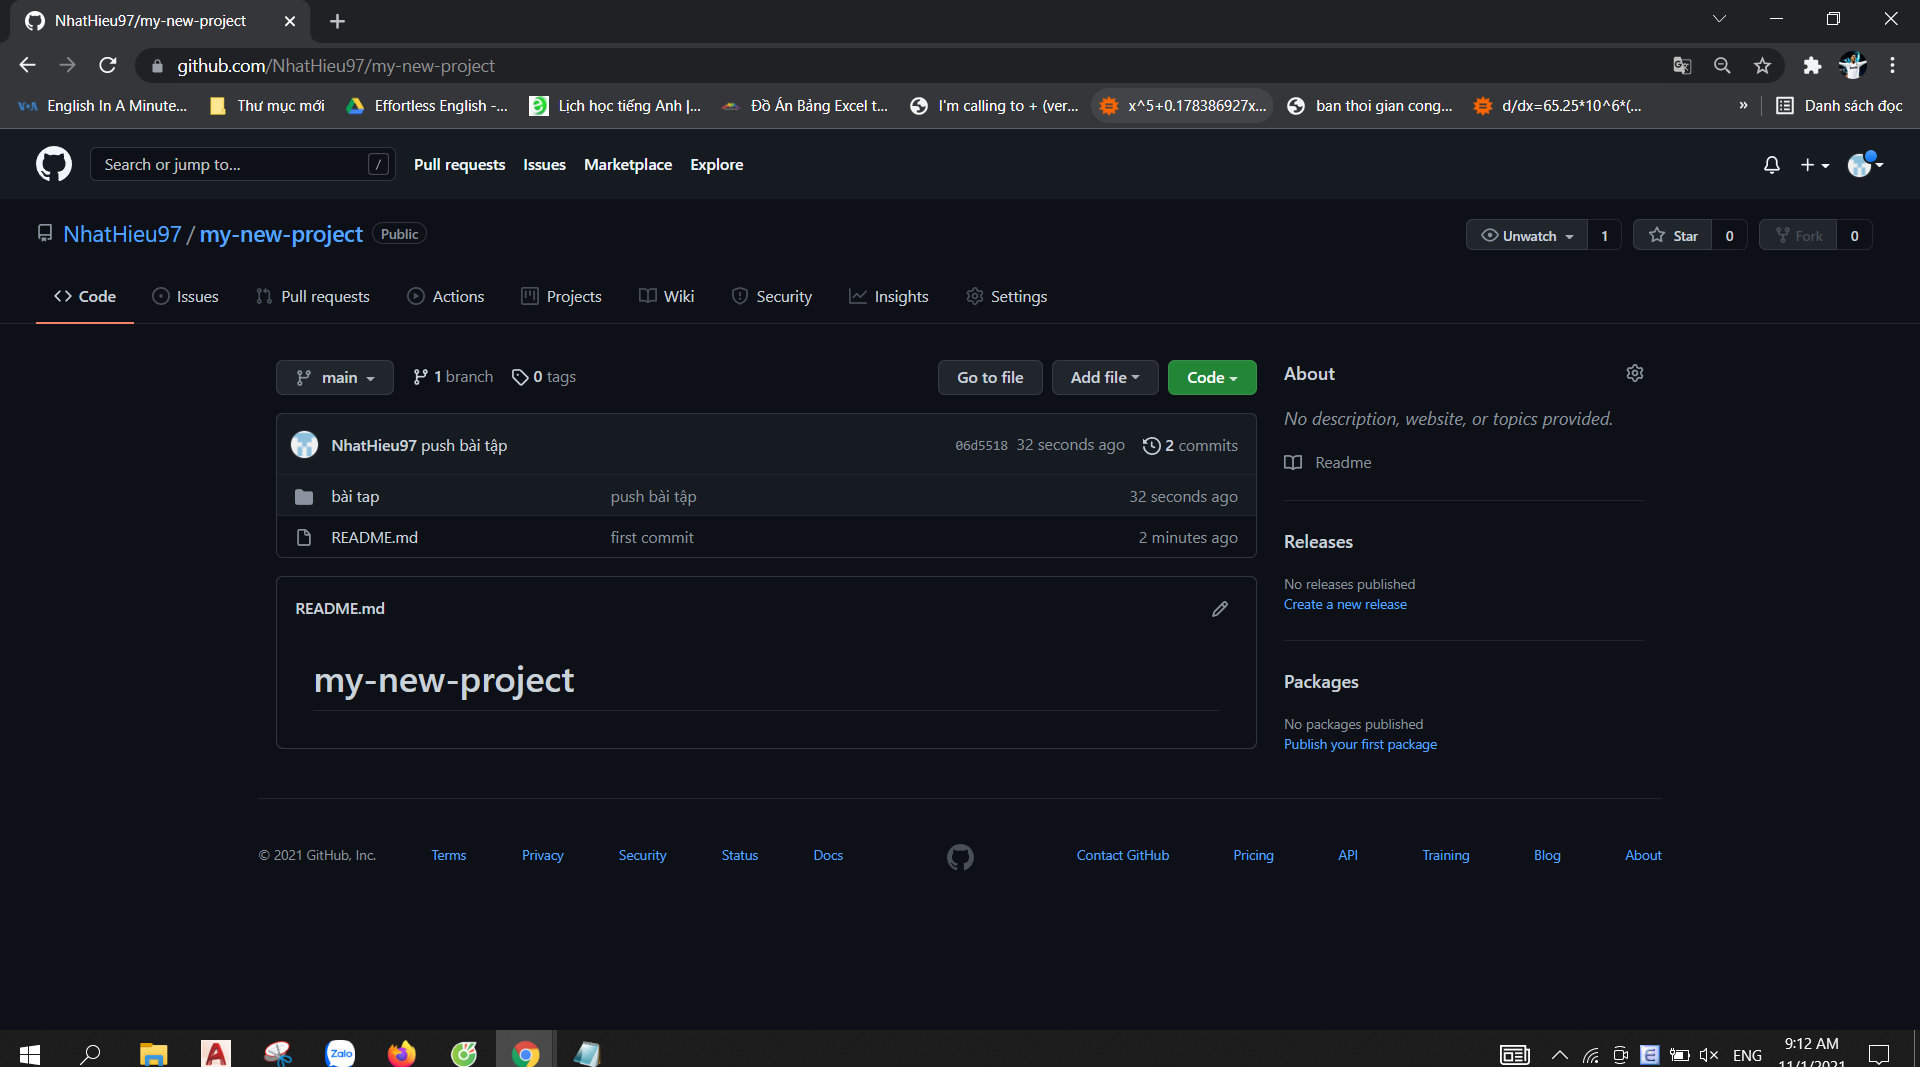 NhatHieu97/my-new-project
github.com/NhatHieu97/my-new-project
VOA English In A Minute... Thư mục mới Effortless English -... Lịch học tiếng Anh |... Đồ Án Bảng Excel t... I'm calling to + (ver... x^5+0.178386927x... ban thoi gian cong... d/dx=65.25*10^6*(... » Danh sách đọc
Search or jump to... / Pull requests Issues Marketplace Explore
NhatHieu97 / my-new-project Public Unwatch 1 Star 0 Fork 0
Code Issues Pull requests Actions Projects Wiki Security Insights Settings
main 1 branch 0 tags Go to file Add file Code
NhatHieu97 push bài tập 06d5518 32 seconds ago 2 commits
bài tap push bài tập 32 seconds ago
README.md first commit 2 minutes ago
README.md
my-new-project
About
No description, website, or topics provided.
Readme
Releases
No releases published
Create a new release
Packages
No packages published
Publish your first package
© 2021 GitHub, Inc. Terms Privacy Security Status Docs Contact GitHub Pricing API Training Blog About
Zalo ENG 9:12 AM
11/1/2021